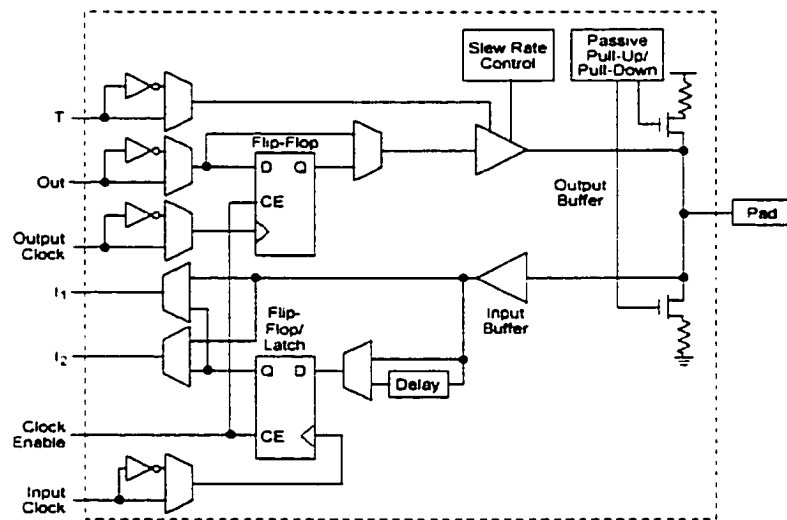 Slew Rate
Control
Passive
Pull-Up/
Pull-Down
T
Flip-Flop
D Q
CE
Out
Output
Buffer
Output
Clock
Pad
I1
Flip-
Flop/
Latch
Input
Buffer
I2
Q D
Delay
Clock
Enable
CE
Input
Clock